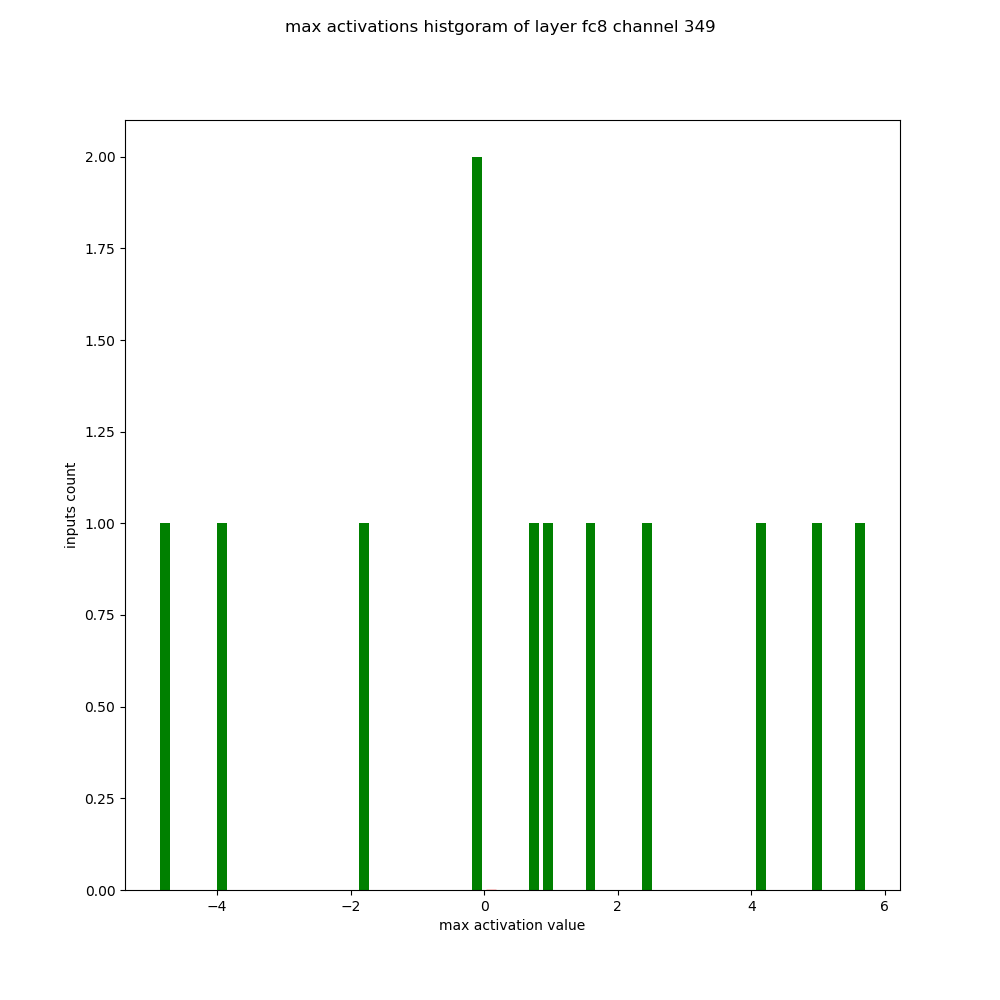 max activations histgoram of layer fc8 channel 349
2.00
1.75
1.50
1.25
1.00
0.75
0.50
0.25
0.00
inputs count
−4 −2 0 2 4 6
max activation value